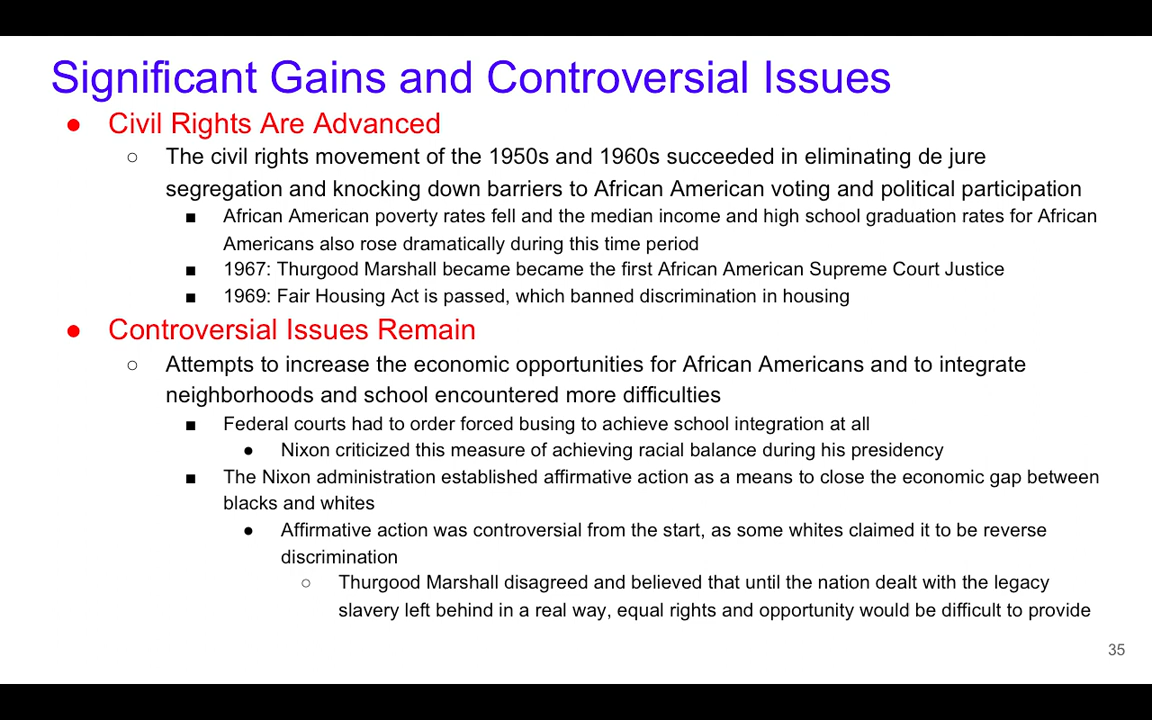 Significant Gains and Controversial Issues
● Civil Rights Are Advanced
○ The civil rights movement of the 1950s and 1960s succeeded in eliminating de jure
segregation and knocking down barriers to African American voting and political participation
■ African American poverty rates fell and the median income and high school graduation rates for African
Americans also rose dramatically during this time period
■ 1967: Thurgood Marshall became became the first African American Supreme Court Justice
■ 1969: Fair Housing Act is passed, which banned discrimination in housing
● Controversial Issues Remain
○ Attempts to increase the economic opportunities for African Americans and to integrate
neighborhoods and school encountered more difficulties
■ Federal courts had to order forced busing to achieve school integration at all
● Nixon criticized this measure of achieving racial balance during his presidency
■ The Nixon administration established affirmative action as a means to close the economic gap between
blacks and whites
● Affirmative action was controversial from the start, as some whites claimed it to be reverse
discrimination
○ Thurgood Marshall disagreed and believed that until the nation dealt with the legacy
slavery left behind in a real way, equal rights and opportunity would be difficult to provide
35